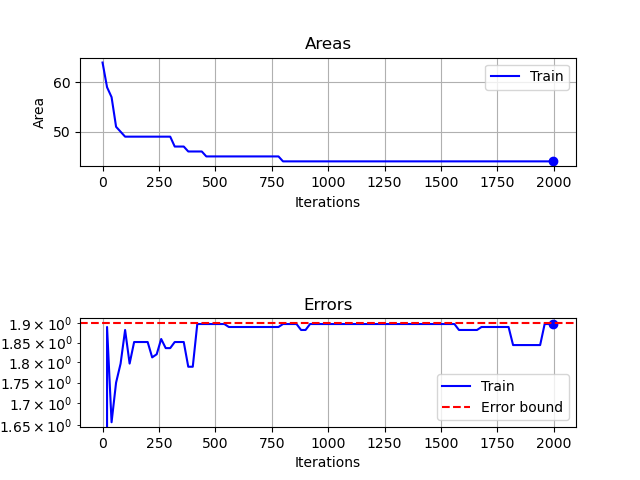 Areas
Train
Area
60
50
0 250 500 750 1000 1250 1500 1750 2000
Iterations
Errors
1.9 × 10⁰
1.85 × 10⁰
1.8 × 10⁰
1.75 × 10⁰
1.7 × 10⁰
1.65 × 10⁰
Train
Error bound
0 250 500 750 1000 1250 1500 1750 2000
Iterations